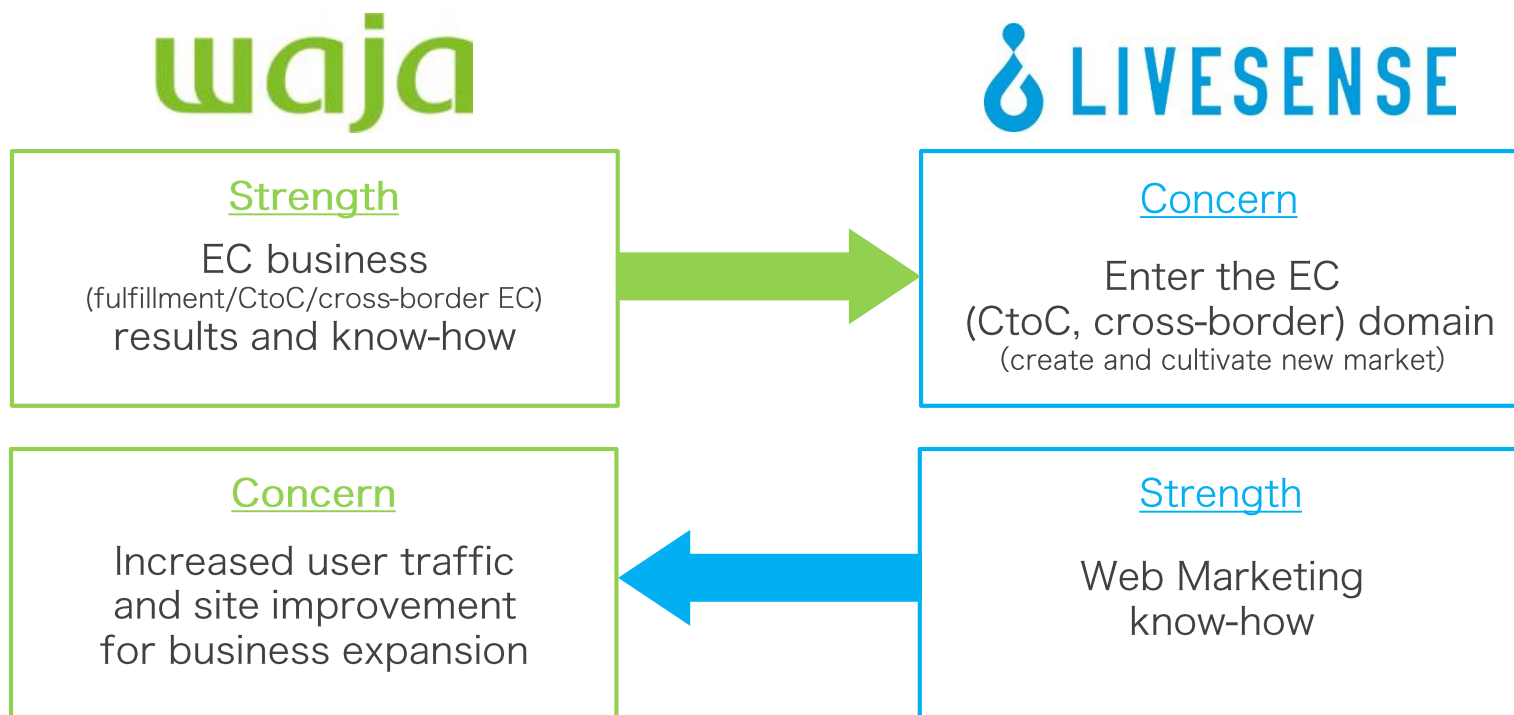 waja
LIVESENSE
Strength
EC business
(fulfillment/CtoC/cross-border EC)
results and know-how
Concern
Enter the EC
(CtoC, cross-border) domain
(create and cultivate new market)
Concern
Increased user traffic
and site improvement
for business expansion
Strength
Web Marketing
know-how